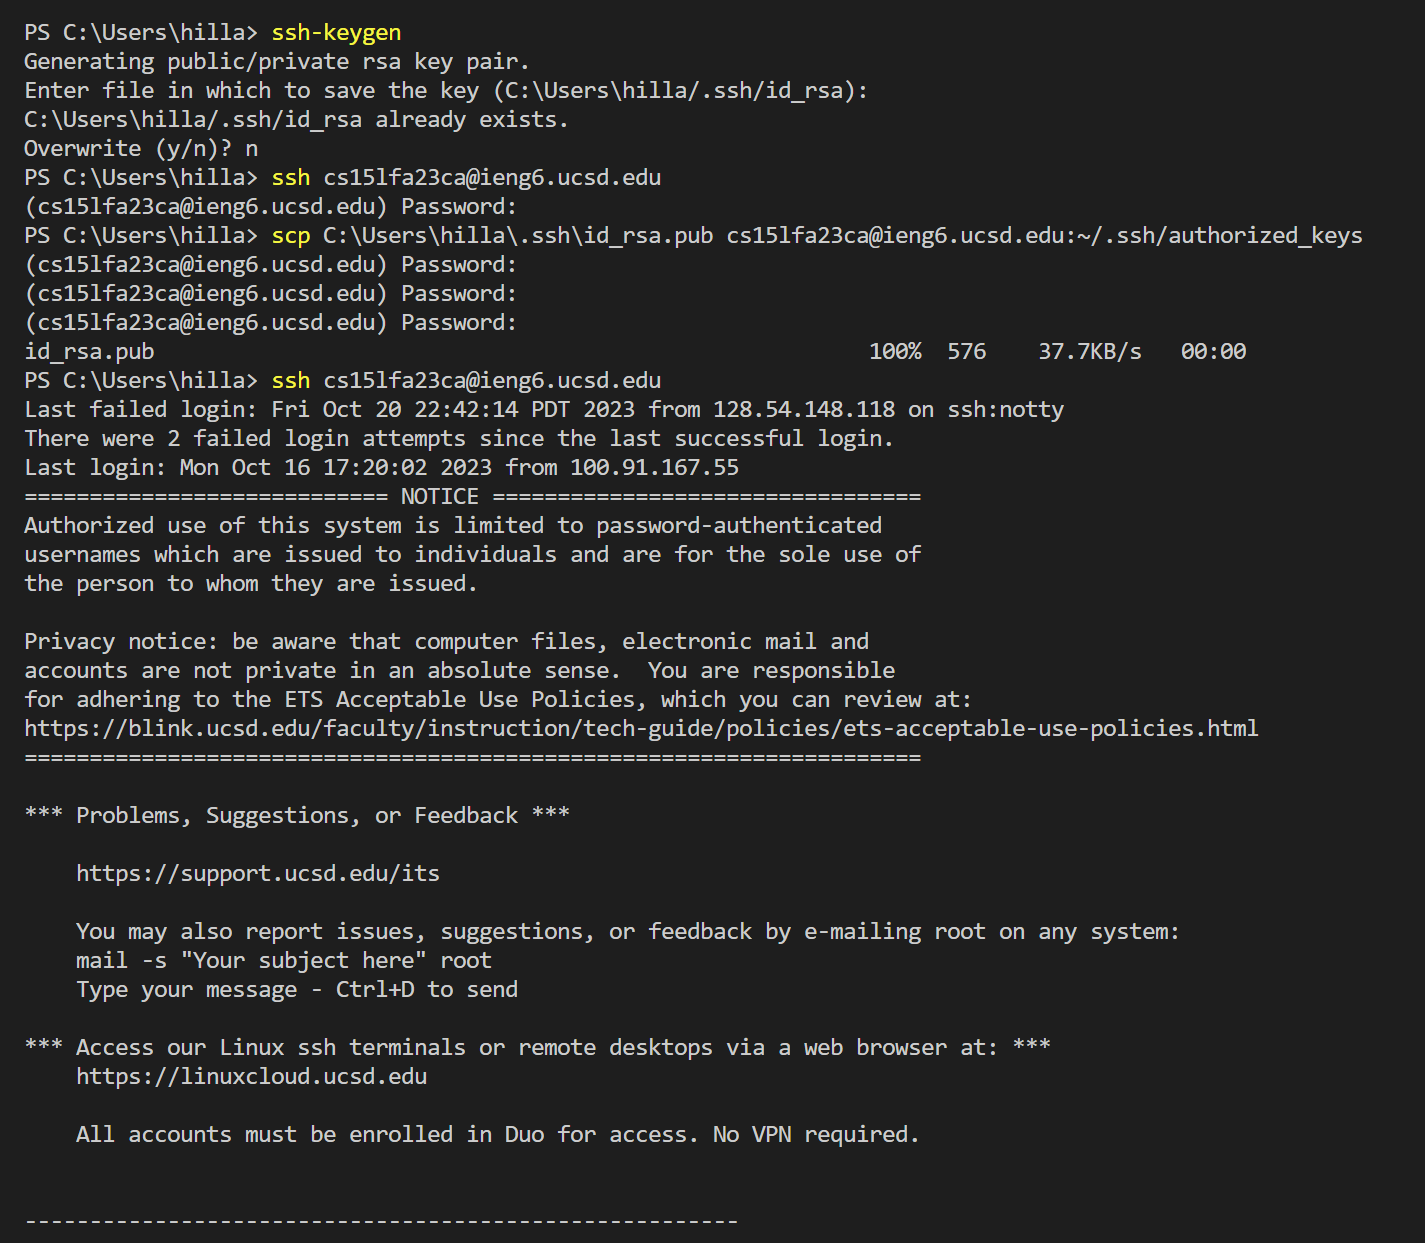 PS C:\Users\hilla> ssh-keygen
Generating public/private rsa key pair.
Enter file in which to save the key (C:\Users\hilla/.ssh/id_rsa):
C:\Users\hilla/.ssh/id_rsa already exists.
Overwrite (y/n)? n
PS C:\Users\hilla> ssh cs15lfa23ca@ieng6.ucsd.edu
(cs15lfa23ca@ieng6.ucsd.edu) Password:
PS C:\Users\hilla> scp C:\Users\hilla\.ssh\id_rsa.pub cs15lfa23ca@ieng6.ucsd.edu:~/.ssh/authorized_keys
(cs15lfa23ca@ieng6.ucsd.edu) Password:
(cs15lfa23ca@ieng6.ucsd.edu) Password:
(cs15lfa23ca@ieng6.ucsd.edu) Password:
id_rsa.pub 100% 576 37.7KB/s 00:00
PS C:\Users\hilla> ssh cs15lfa23ca@ieng6.ucsd.edu
Last failed login: Fri Oct 20 22:42:14 PDT 2023 from 128.54.148.118 on ssh:notty
There were 2 failed login attempts since the last successful login.
Last login: Mon Oct 16 17:20:02 2023 from 100.91.167.55
============================ NOTICE =================================
Authorized use of this system is limited to password-authenticated
usernames which are issued to individuals and are for the sole use of
the person to whom they are issued.
Privacy notice: be aware that computer files, electronic mail and
accounts are not private in an absolute sense.  You are responsible
for adhering to the ETS Acceptable Use Policies, which you can review at:
https://blink.ucsd.edu/faculty/instruction/tech-guide/policies/ets-acceptable-use-policies.html
=====================================================================
*** Problems, Suggestions, or Feedback ***
https://support.ucsd.edu/its
You may also report issues, suggestions, or feedback by e-mailing root on any system:
mail -s "Your subject here" root
Type your message - Ctrl+D to send
*** Access our Linux ssh terminals or remote desktops via a web browser at: ***
https://linuxcloud.ucsd.edu
All accounts must be enrolled in Duo for access. No VPN required.
-------------------------------------------------------